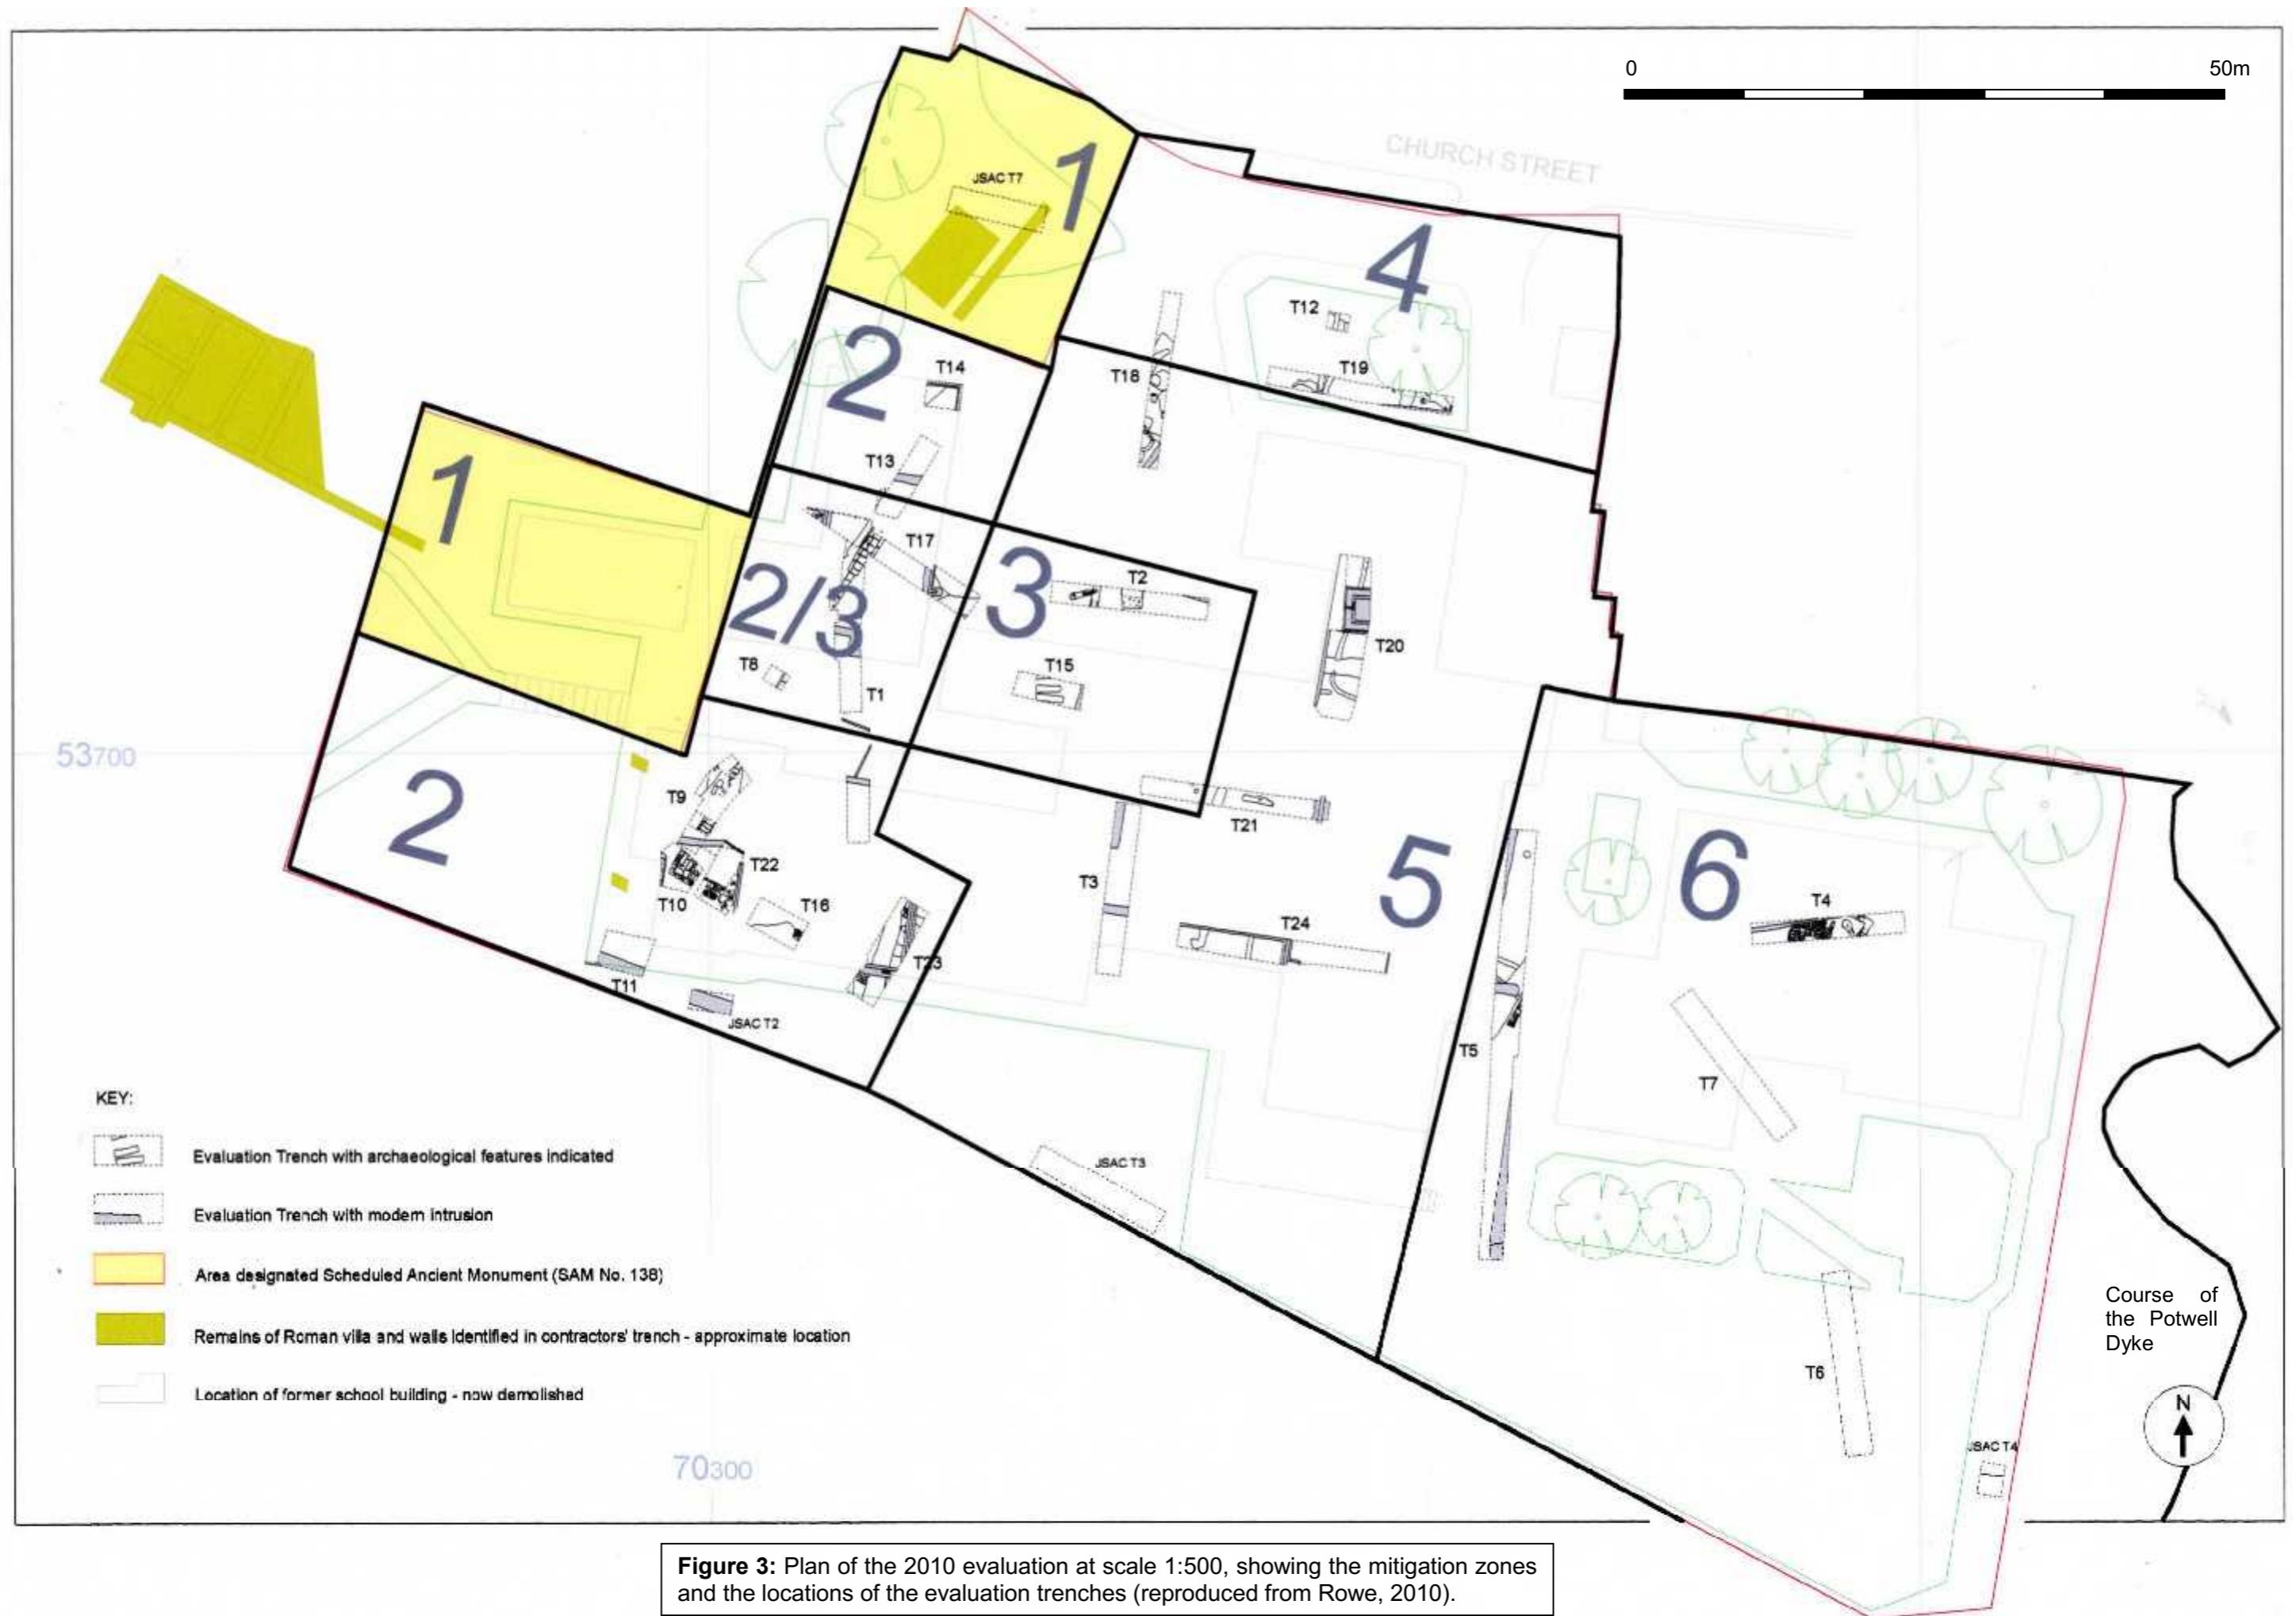 0 50m
CHURCH STREET
JSAC T7
1
4
T12
2
T14
T18
T19
T13
1
T17
2/3
3
T2
T20
T8
T15
T1
53700
2
T9
T21
T22
T3
5
6
T10
T16
T24
T4
T23
T11
JSAC T2
T5
T7
KEY:
Evaluation Trench with archaeological features indicated
JSAC T3
Evaluation Trench with modern intrusion
Area designated Scheduled Ancient Monument (SAM No. 138)
Course of
the Potwell
Dyke
Remains of Roman villa and walls identified in contractors' trench - approximate location
T6
Location of former school building - now demolished
N
JSAC T4
70300
Figure 3: Plan of the 2010 evaluation at scale 1:500, showing the mitigation zones
and the locations of the evaluation trenches (reproduced from Rowe, 2010).